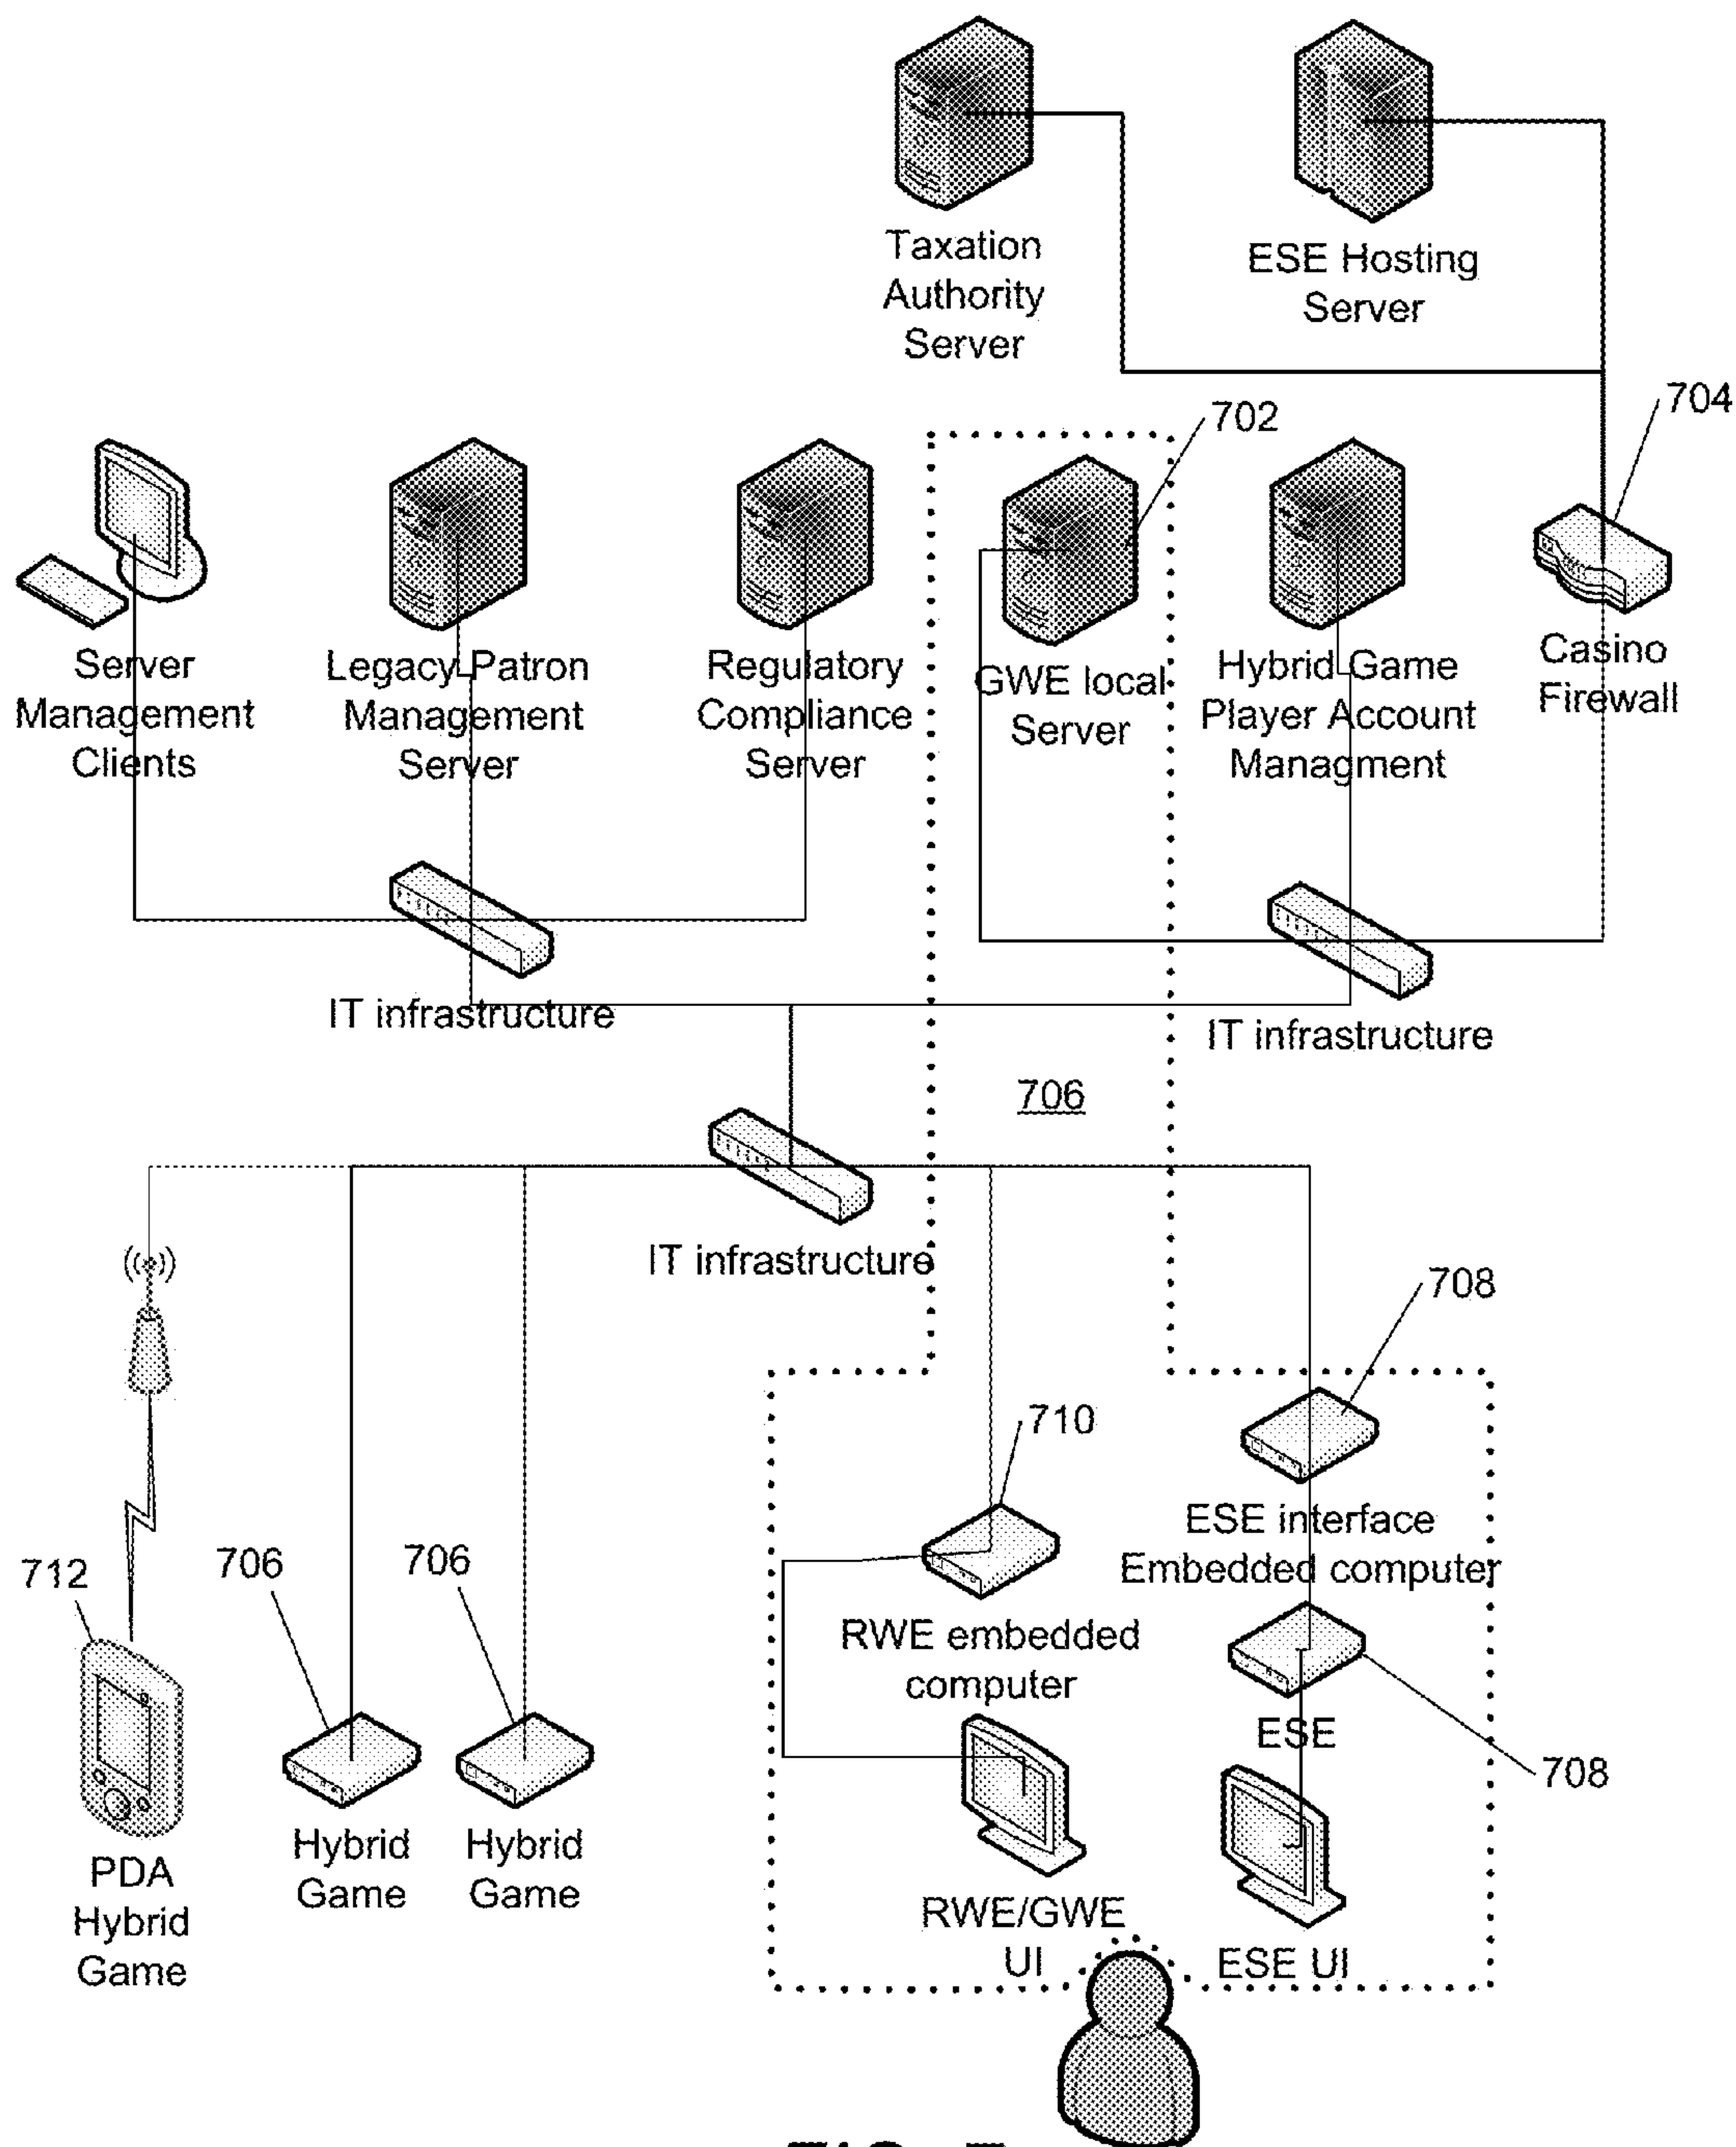 Taxation
Authority
Server
ESE Hosting
Server
704
702
Server
Management
Clients
Legacy Patron
Management
Server
Regulatory
Compliance
Server
GWE local
Server
Hybrid Game
Player Account
Managment
Casino
Firewall
IT infrastructure
IT infrastructure
706
IT infrastructure
708
710
ESE interface
Embedded computer
712
706
706
RWE embedded
computer
ESE
708
PDA
Hybrid
Game
Hybrid
Game
Hybrid
Game
RWE/GWE
UI
ESE UI